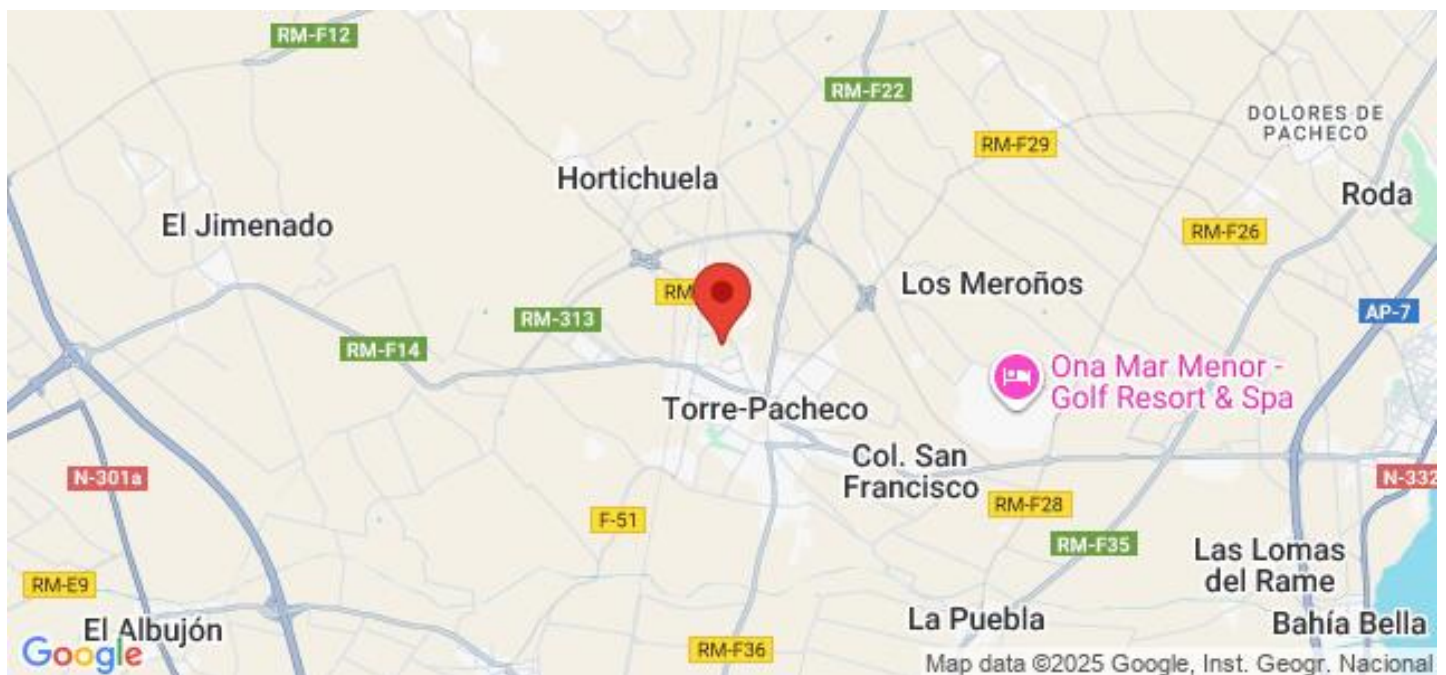 RM-F12
RM-F22
DOLORES DE
PACHECO
RM-F29
Hortichuela
Roda
El Jimenado
RM-F26
Los Meroños
RM
RM-313
AP-7
RM-F14
Ona Mar Menor -
Golf Resort & Spa
Torre-Pacheco
Col. San
Francisco
N-301a
N-332
RM-F28
F-51
RM-F35
Las Lomas
del Rame
RM-E9
La Puebla
Bahía Bella
El Albujón
Google
RM-F36
Map data ©2025 Google, Inst. Geogr. Nacional